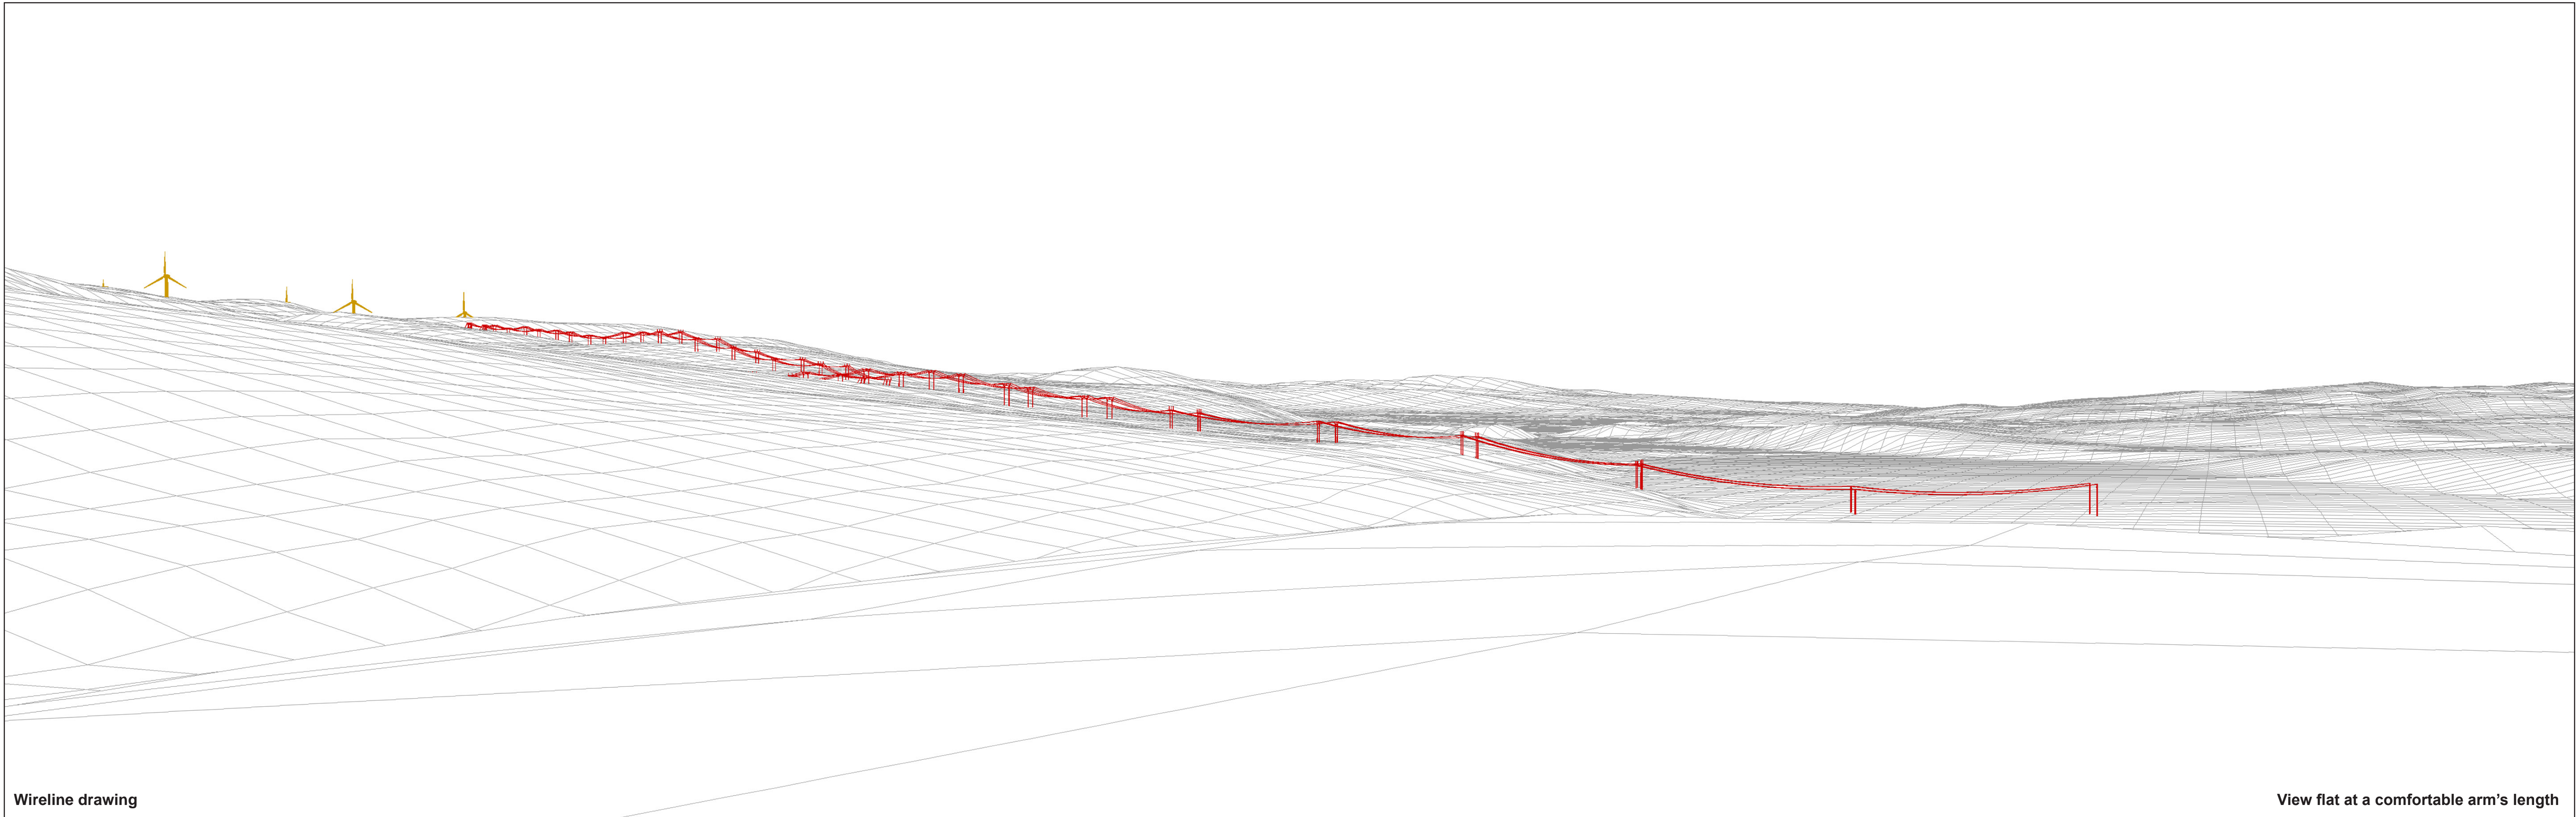 Wireline drawing
View flat at a comfortable arm’s length